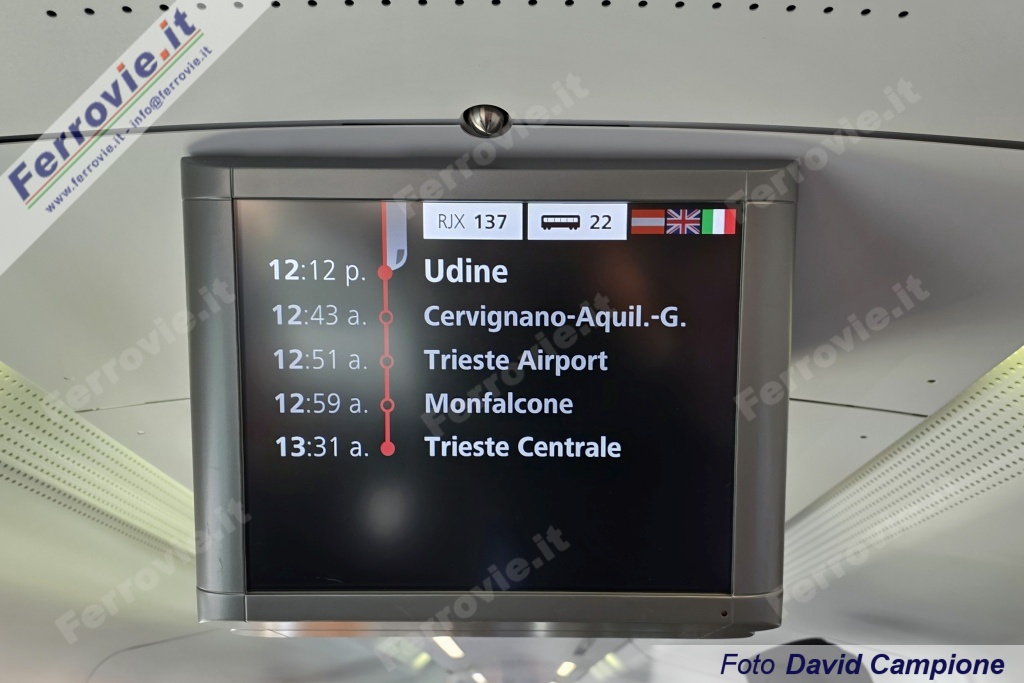 Ferrovie.it
www.ferrovie.it - info@ferrovie.it
RJX 137 22
12:12 p. Udine
12:43 a. Cervignano-Aquil.-G.
12:51 a. Trieste Airport
12:59 a. Monfalcone
13:31 a. Trieste Centrale
Foto David Campione